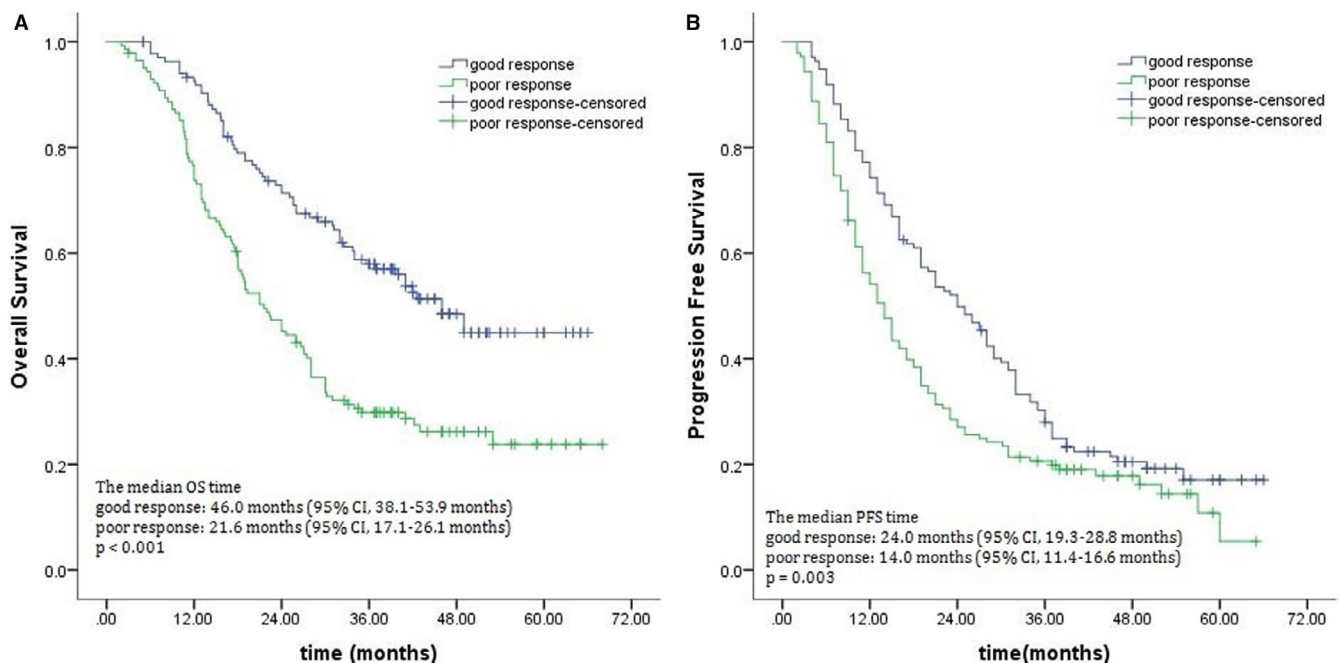 A
good response
poor response
good response-censored
poor response-censored
1.0
0.8
0.6
0.4
0.2
0.0
Overall Survival
The median OS time
good response: 46.0 months (95% CI, 38.1-53.9 months)
poor response: 21.6 months (95% CI, 17.1-26.1 months)
p < 0.001
.00 12.00 24.00 36.00 48.00 60.00 72.00
time (months)
B
good response
poor response
good response-censored
poor response-censored
1.0
0.8
0.6
0.4
0.2
0.0
Progression Free Survival
The median PFS time
good response: 24.0 months (95% CI, 19.3-28.8 months)
poor response: 14.0 months (95% CI, 11.4-16.6 months)
p = 0.003
.00 12.00 24.00 36.00 48.00 60.00 72.00
time(months)